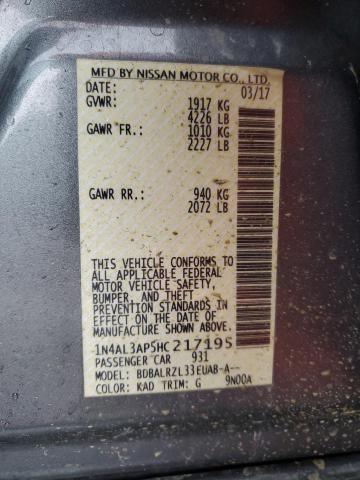 MFD BY NISSAN MOTOR CO., LTD.
DATE: 03/17
GVWR: 1917 KG
4226 LB
GAWR FR.: 1010 KG
2227 LB
GAWR RR.: 940 KG
2072 LB
THIS VEHICLE CONFORMS TO
ALL APPLICABLE FEDERAL
MOTOR VEHICLE SAFETY,
BUMPER, AND THEFT
PREVENTION STANDARDS IN
EFFECT ON THE DATE OF
MANUFACTURE SHOWN ABOVE.
1N4AL3AP5HC217195
PASSENGER CAR 931
MODEL: BDBALRZL33EUAB-A--
COLOR: KAD TRIM: G 9N00A